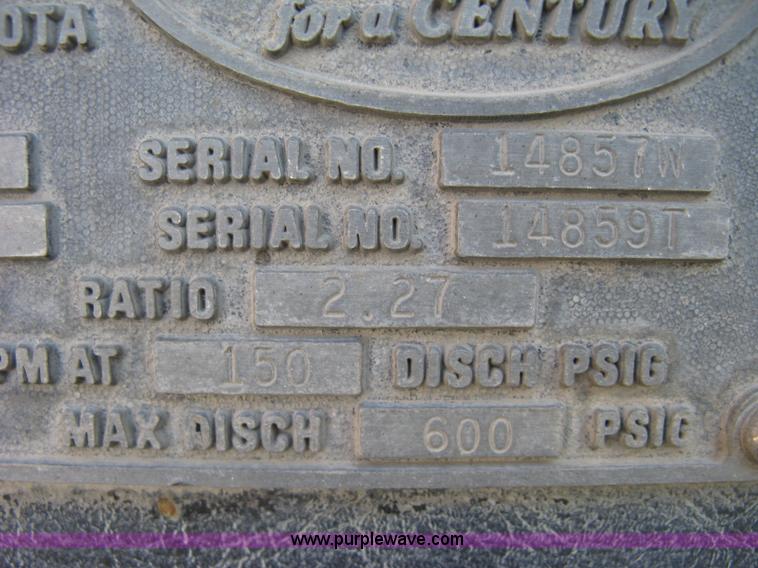 for a CENTURY
OTA
SERIAL NO. 14857W
SERIAL NO. 14859T
RATIO 2.27
PM AT 150 DISCH PSIG
MAX DISCH 600 PSIG
www.purplewave.com